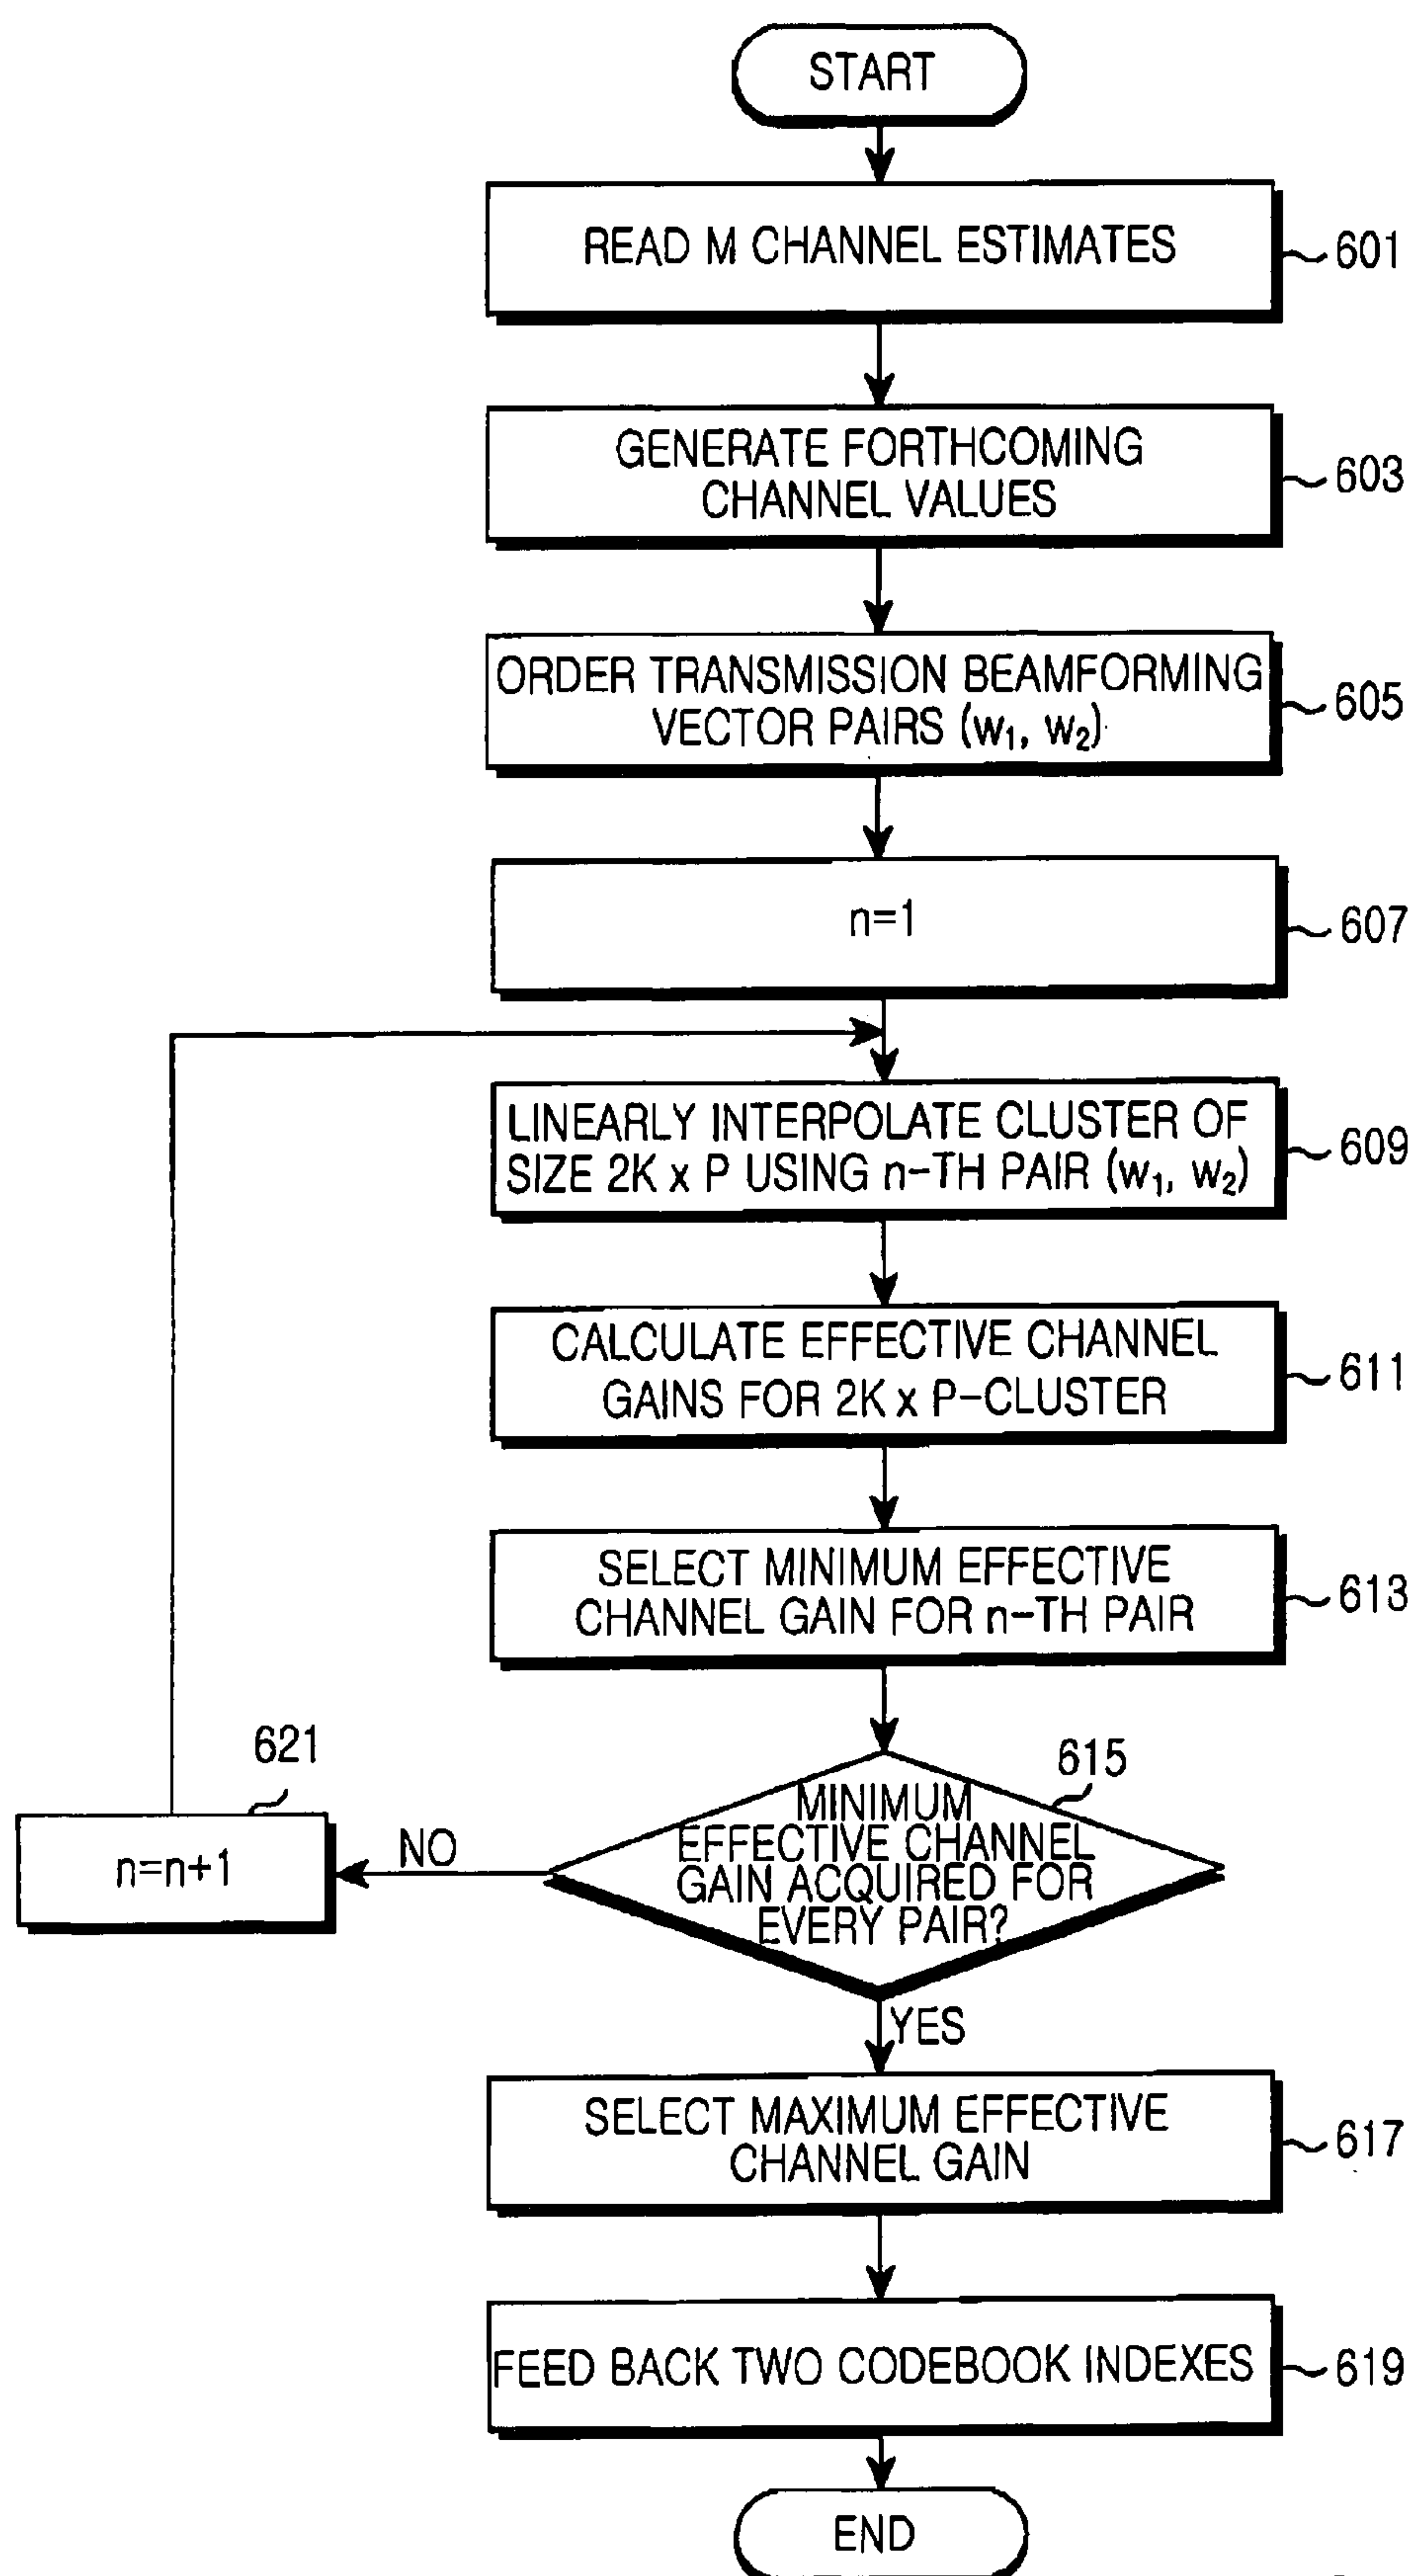 START
READ M CHANNEL ESTIMATES
601
GENERATE FORTHCOMING
CHANNEL VALUES
603
ORDER TRANSMISSION BEAMFORMING
VECTOR PAIRS (w₁, w₂)
605
n=1
607
LINEARLY INTERPOLATE CLUSTER OF
SIZE 2K x P USING n-TH PAIR (w₁, w₂)
609
CALCULATE EFFECTIVE CHANNEL
GAINS FOR 2K x P-CLUSTER
611
SELECT MINIMUM EFFECTIVE
CHANNEL GAIN FOR n-TH PAIR
613
615
MINIMUM
EFFECTIVE CHANNEL
GAIN ACQUIRED FOR
EVERY PAIR?
NO
621
n=n+1
YES
SELECT MAXIMUM EFFECTIVE
CHANNEL GAIN
617
FEED BACK TWO CODEBOOK INDEXES
619
END